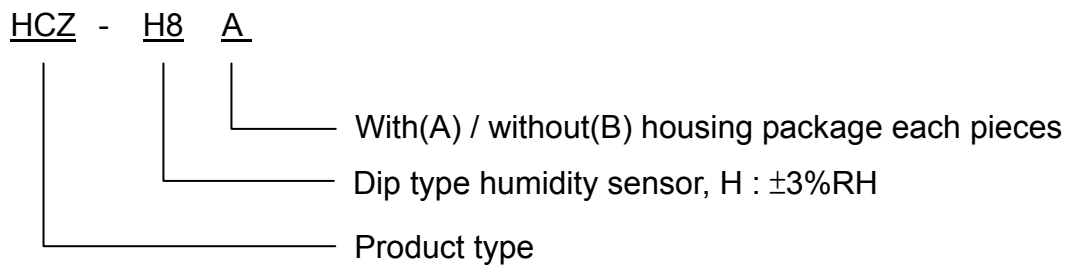 HCZ - H8 A
With(A) / without(B) housing package each pieces
Dip type humidity sensor, H : ±3%RH
Product type